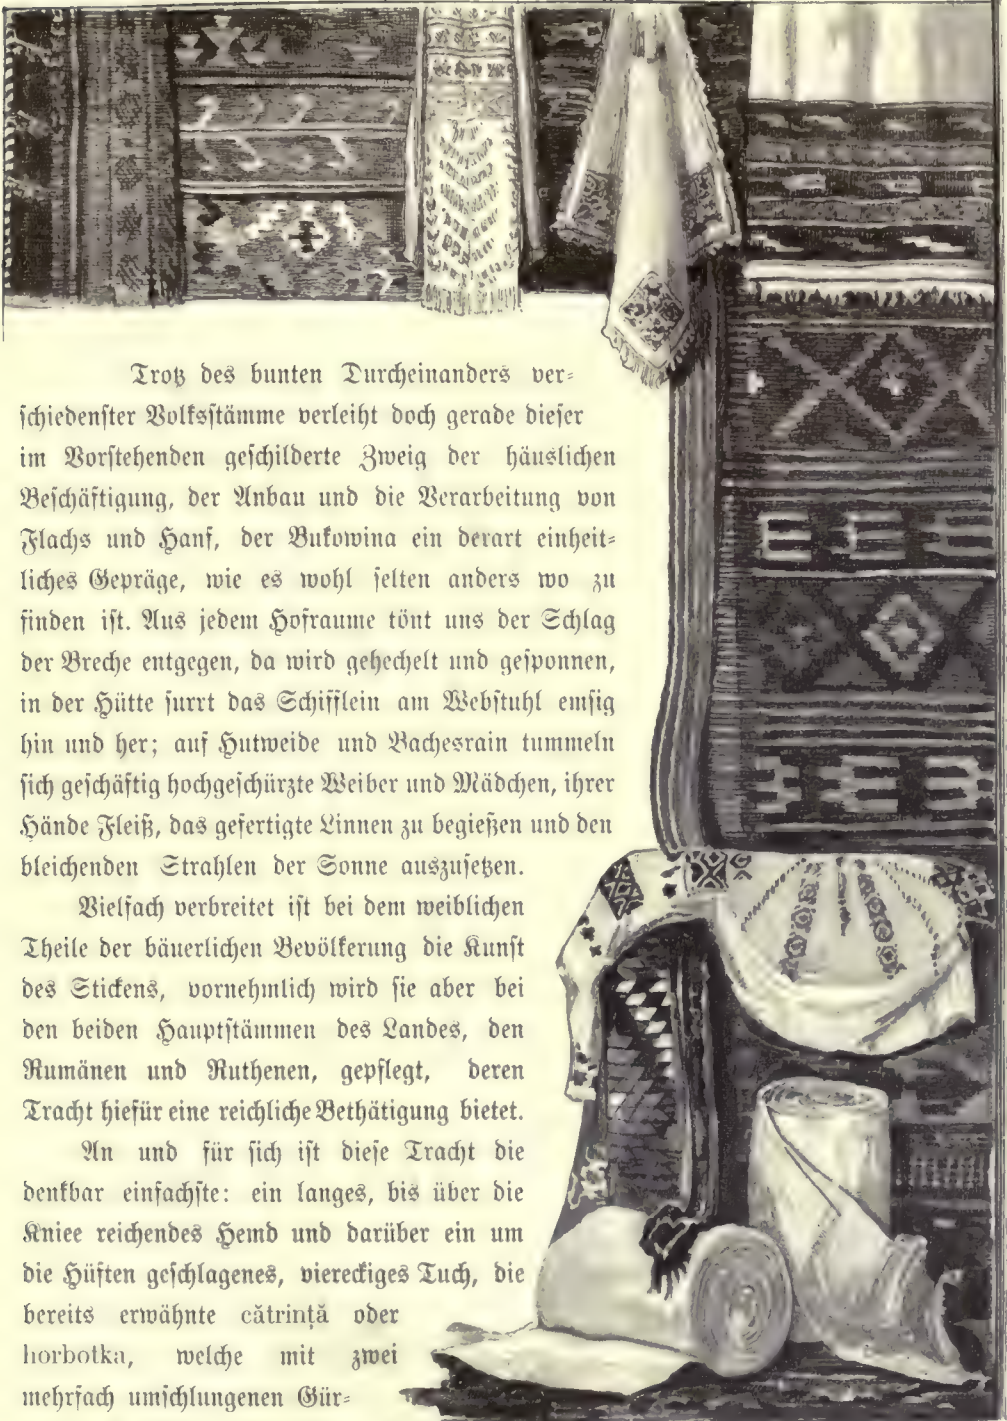 Trotz des bunten Durcheinanders ver-
schiedenster Volksstämme verleiht doch gerade dieser
im Vorstehenden geschilderte Zweig der häuslichen
Beschäftigung, der Anbau und die Verarbeitung von
Flachs und Hanf, der Bukowina ein derart einheit-
liches Gepräge, wie es wohl selten anders wo zu
finden ist. Aus jedem Hofraume tönt uns der Schlag
der Breche entgegen, da wird gehechelt und gesponnen,
in der Hütte surrt das Schifflein am Webstuhl emsig
hin und her; auf Hutweide und Bachesrain tummeln
sich geschäftig hochgeschürzte Weiber und Mädchen, ihrer
Hände Fleiß, das gefertigte Linnen zu begießen und den
bleichenden Strahlen der Sonne auszusetzen.
Vielfach verbreitet ist bei dem weiblichen
Theile der bäuerlichen Bevölkerung die Kunst
des Stickens, vornehmlich wird sie aber bei
den beiden Hauptstämmen des Landes, den
Rumänen und Ruthenen, gepflegt, deren
Tracht hiefür eine reichliche Bethätigung bietet.
An und für sich ist diese Tracht die
denkbar einfachste: ein langes, bis über die
Kniee reichendes Hemd und darüber ein um
die Hüften geschlagenes, viereckiges Tuch, die
bereits erwähnte cătrință oder
horbotka, welche mit zwei
mehrfach umschlungenen Gür-